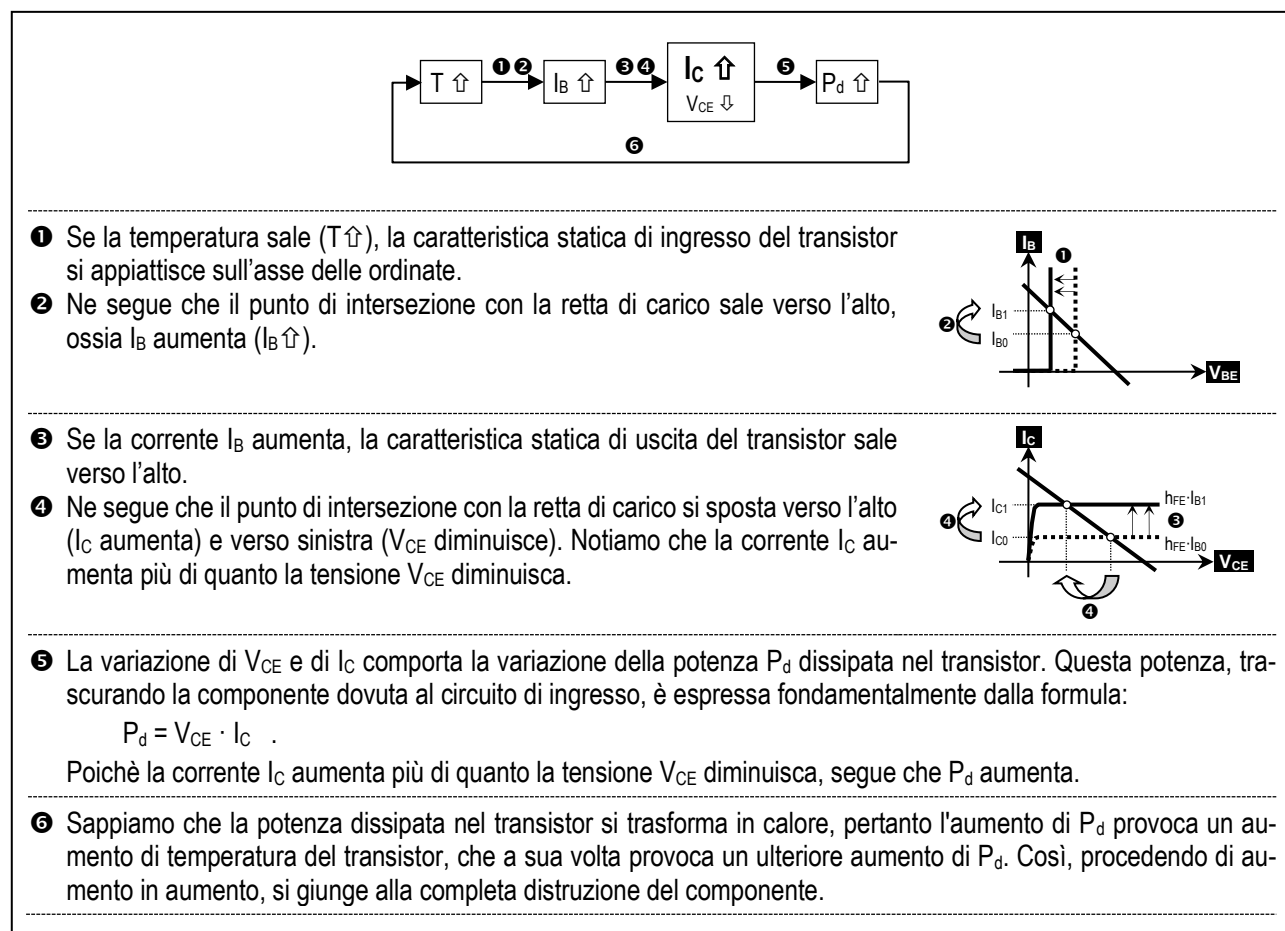 T ⇧ ❶❷ I_B ⇧ ❸❹ I_C ⇧ ❺ P_d ⇧
V_CE ⇩
❻
❶ Se la temperatura sale (T⇧), la caratteristica statica di ingresso del transistor
si appiattisce sull'asse delle ordinate.
❷ Ne segue che il punto di intersezione con la retta di carico sale verso l'alto,
ossia I_B aumenta (I_B⇧).
I_B
❶
I_B1
❷
I_B0
V_BE
❸ Se la corrente I_B aumenta, la caratteristica statica di uscita del transistor sale
verso l'alto.
❹ Ne segue che il punto di intersezione con la retta di carico si sposta verso l'alto
(I_C aumenta) e verso sinistra (V_CE diminuisce). Notiamo che la corrente I_C au-
menta più di quanto la tensione V_CE diminuisca.
I_C
I_C1 h_FE·I_B1
❹ ❸
I_C0 h_FE·I_B0
V_CE
❹
❺ La variazione di V_CE e di I_C comporta la variazione della potenza P_d dissipata nel transistor. Questa potenza, tra-
scurando la componente dovuta al circuito di ingresso, è espressa fondamentalmente dalla formula:
P_d = V_CE · I_C .
Poichè la corrente I_C aumenta più di quanto la tensione V_CE diminuisca, segue che P_d aumenta.
❻ Sappiamo che la potenza dissipata nel transistor si trasforma in calore, pertanto l'aumento di P_d provoca un au-
mento di temperatura del transistor, che a sua volta provoca un ulteriore aumento di P_d. Così, procedendo di au-
mento in aumento, si giunge alla completa distruzione del componente.